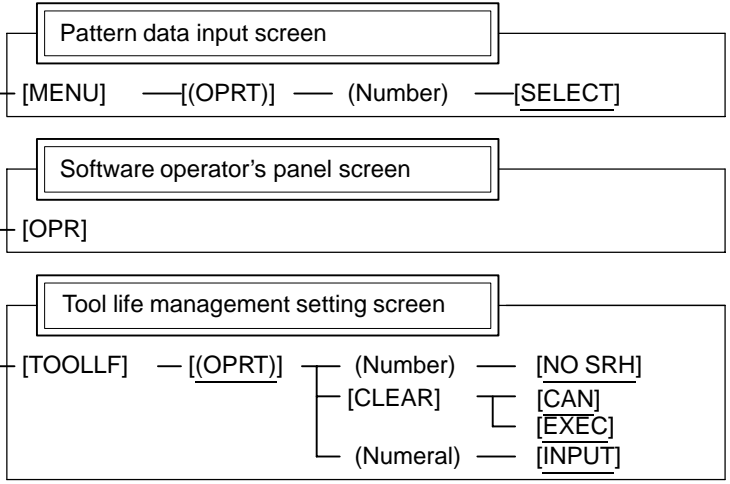 Pattern data input screen
[MENU] [(OPRT)] (Number) [SELECT]
Software operator's panel screen
[OPR]
Tool life management setting screen
[TOOLLF] [(OPRT)] (Number) [NO SRH]
[CLEAR] [CAN]
[EXEC]
(Numeral) [INPUT]